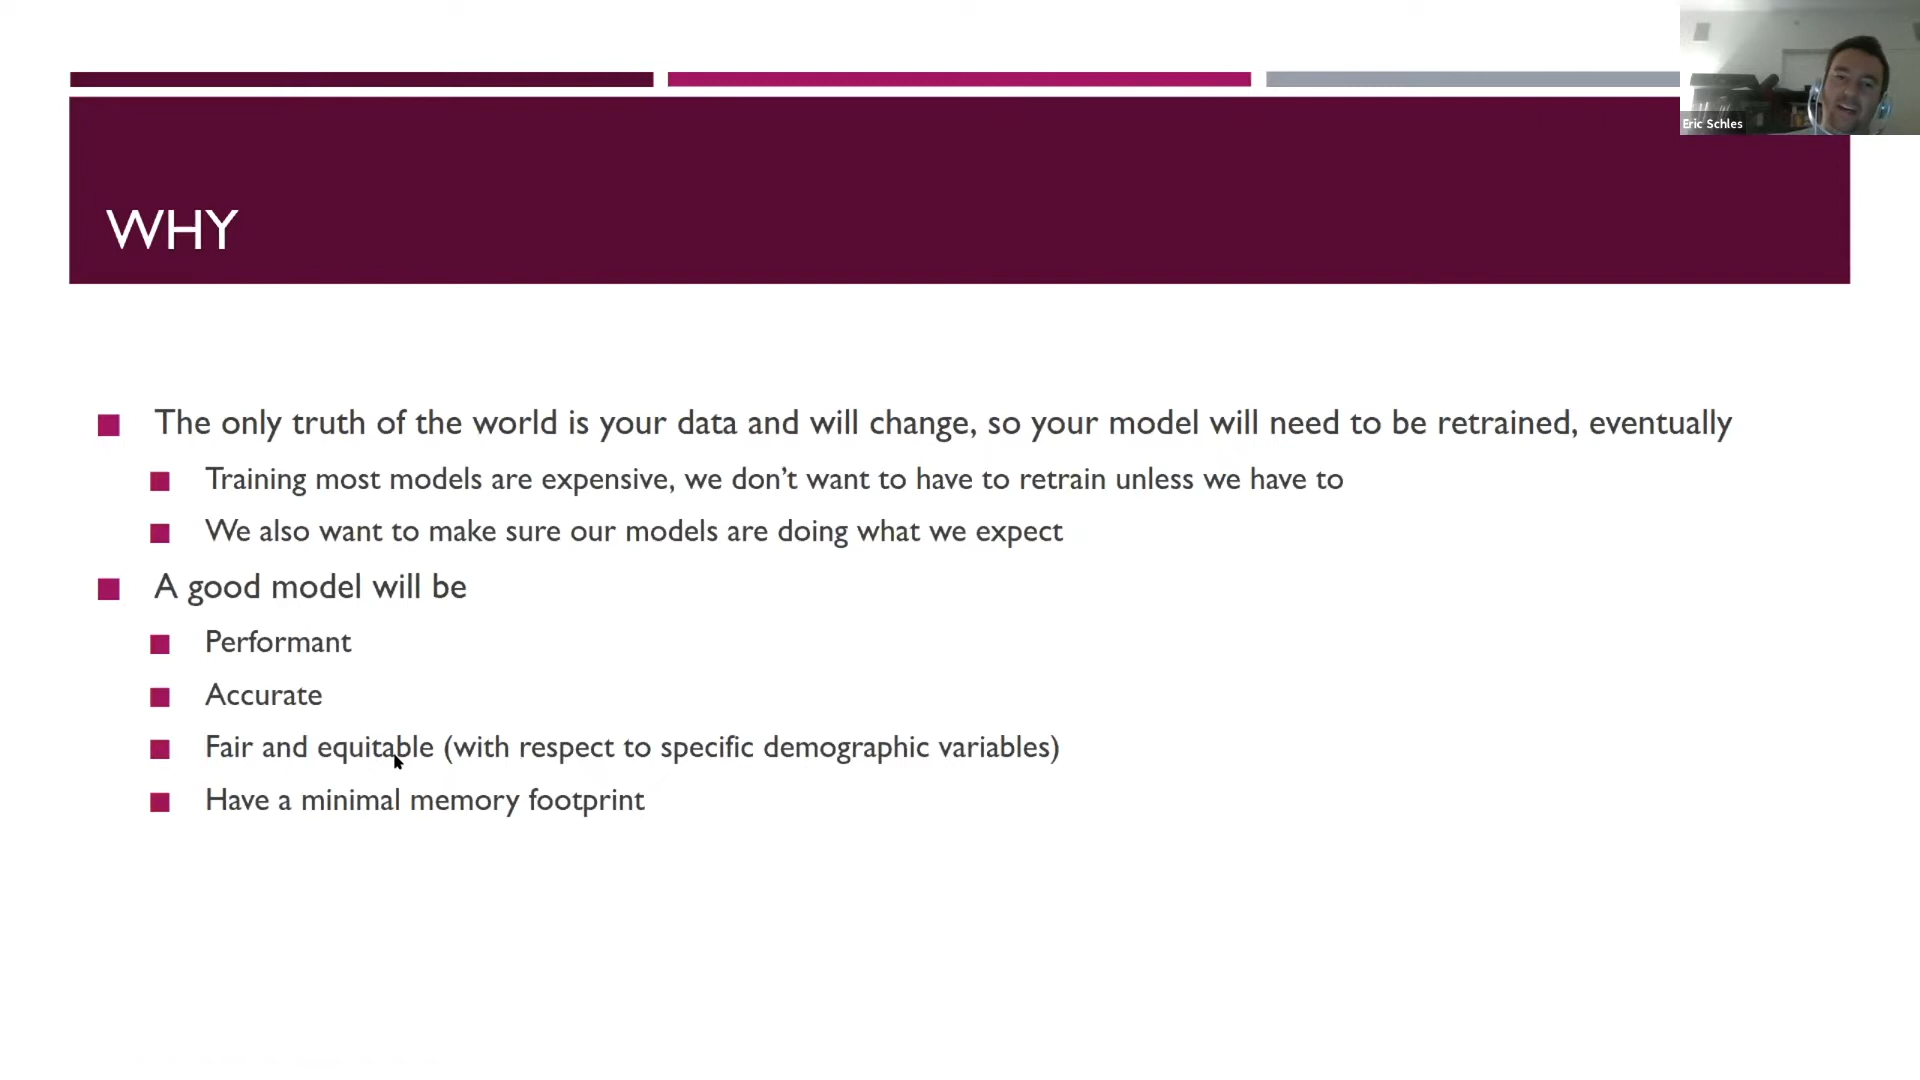 Eric Schles
WHY
The only truth of the world is your data and will change, so your model will need to be retrained, eventually
Training most models are expensive, we don't want to have to retrain unless we have to
We also want to make sure our models are doing what we expect
A good model will be
Performant
Accurate
Fair and equitable (with respect to specific demographic variables)
Have a minimal memory footprint